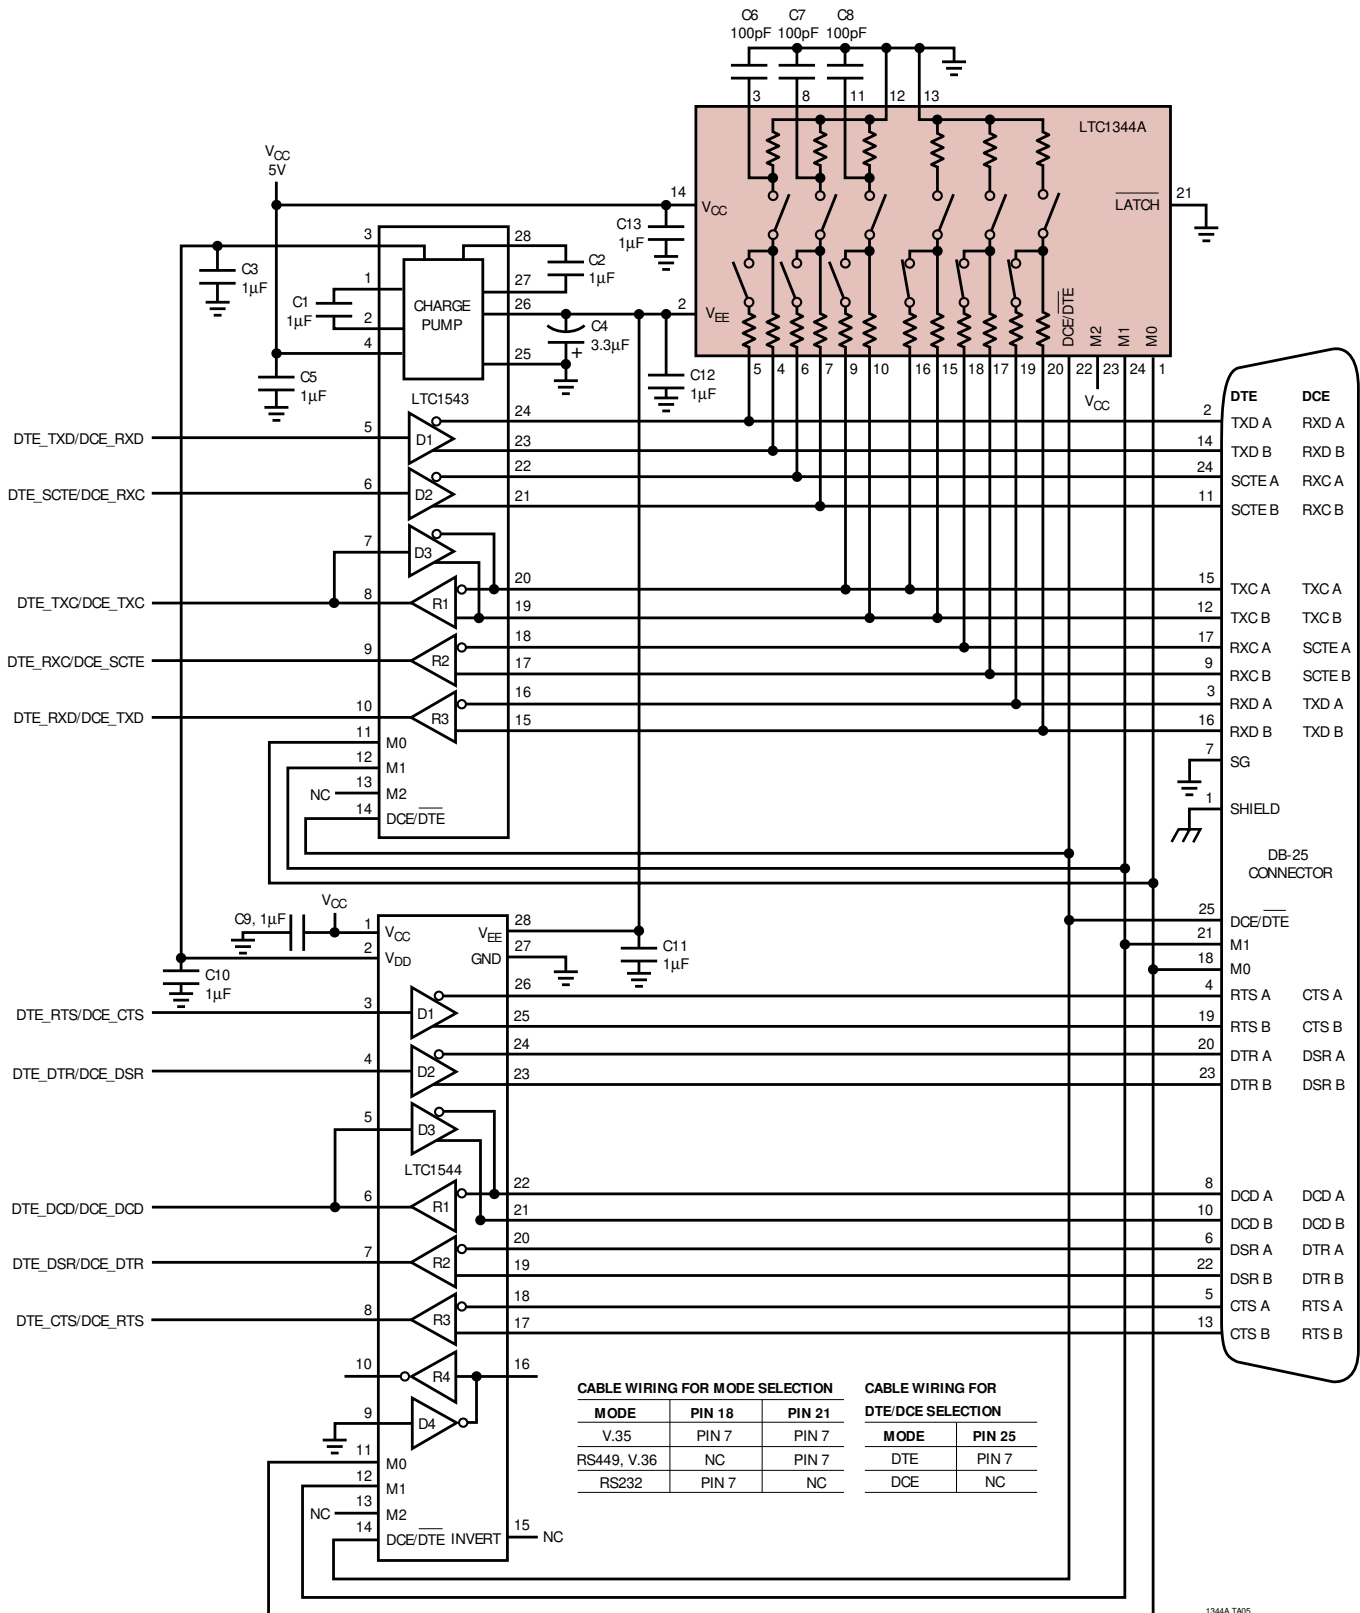 C6 C7 C8
100pF 100pF 100pF
3 8 11 12 13
LTC1344A
VCC
5V
14
VCC
LATCH
21
C13
1µF
3
28
C3
1µF
1
C2
1µF
27
C1
1µF
CHARGE
PUMP
26
2
VEE
DCE/DTE
M2
M1
M0
2
C4
3.3µF
+
4
25
C5
1µF
C12
1µF
5 4 6 7 9 10 16 15 18 17 19 20 22 23 24 1
VCC
LTC1543
DTE DCE
DTE_TXD/DCE_RXD
5
D1
24
2
TXD A RXD A
23
14
TXD B RXD B
DTE_SCTE/DCE_RXC
6
D2
22
24
SCTE A RXC A
21
11
SCTE B RXC B
7
D3
DTE_TXC/DCE_TXC
8
R1
20
15
TXC A TXC A
19
12
TXC B TXC B
DTE_RXC/DCE_SCTE
9
R2
18
17
RXC A SCTE A
17
9
RXC B SCTE B
DTE_RXD/DCE_TXD
10
R3
16
3
RXD A TXD A
15
16
RXD B TXD B
11
M0
12
M1
NC
13
M2
14
DCE/DTE
7
SG
1
SHIELD
DB-25
CONNECTOR
VCC
C9, 1µF
1
VCC
2
VDD
VEE
28
GND
27
C11
1µF
C10
1µF
25
DCE/DTE
21
M1
18
M0
DTE_RTS/DCE_CTS
3
D1
26
4
RTS A CTS A
25
19
RTS B CTS B
DTE_DTR/DCE_DSR
4
D2
24
20
DTR A DSR A
23
23
DTR B DSR B
5
D3
LTC1544
DTE_DCD/DCE_DCD
6
R1
22
8
DCD A DCD A
21
10
DCD B DCD B
DTE_DSR/DCE_DTR
7
R2
20
6
DSR A DTR A
19
22
DSR B DTR B
DTE_CTS/DCE_RTS
8
R3
18
5
CTS A RTS A
17
13
CTS B RTS B
10
R4
16
9
D4
11
M0
12
M1
NC
13
M2
14
DCE/DTE
INVERT
15
NC
CABLE WIRING FOR MODE SELECTION
MODE PIN 18 PIN 21
V.35 PIN 7 PIN 7
RS449, V.36 NC PIN 7
RS232 PIN 7 NC
CABLE WIRING FOR
DTE/DCE SELECTION
MODE PIN 25
DTE PIN 7
DCE NC
1344A TA05